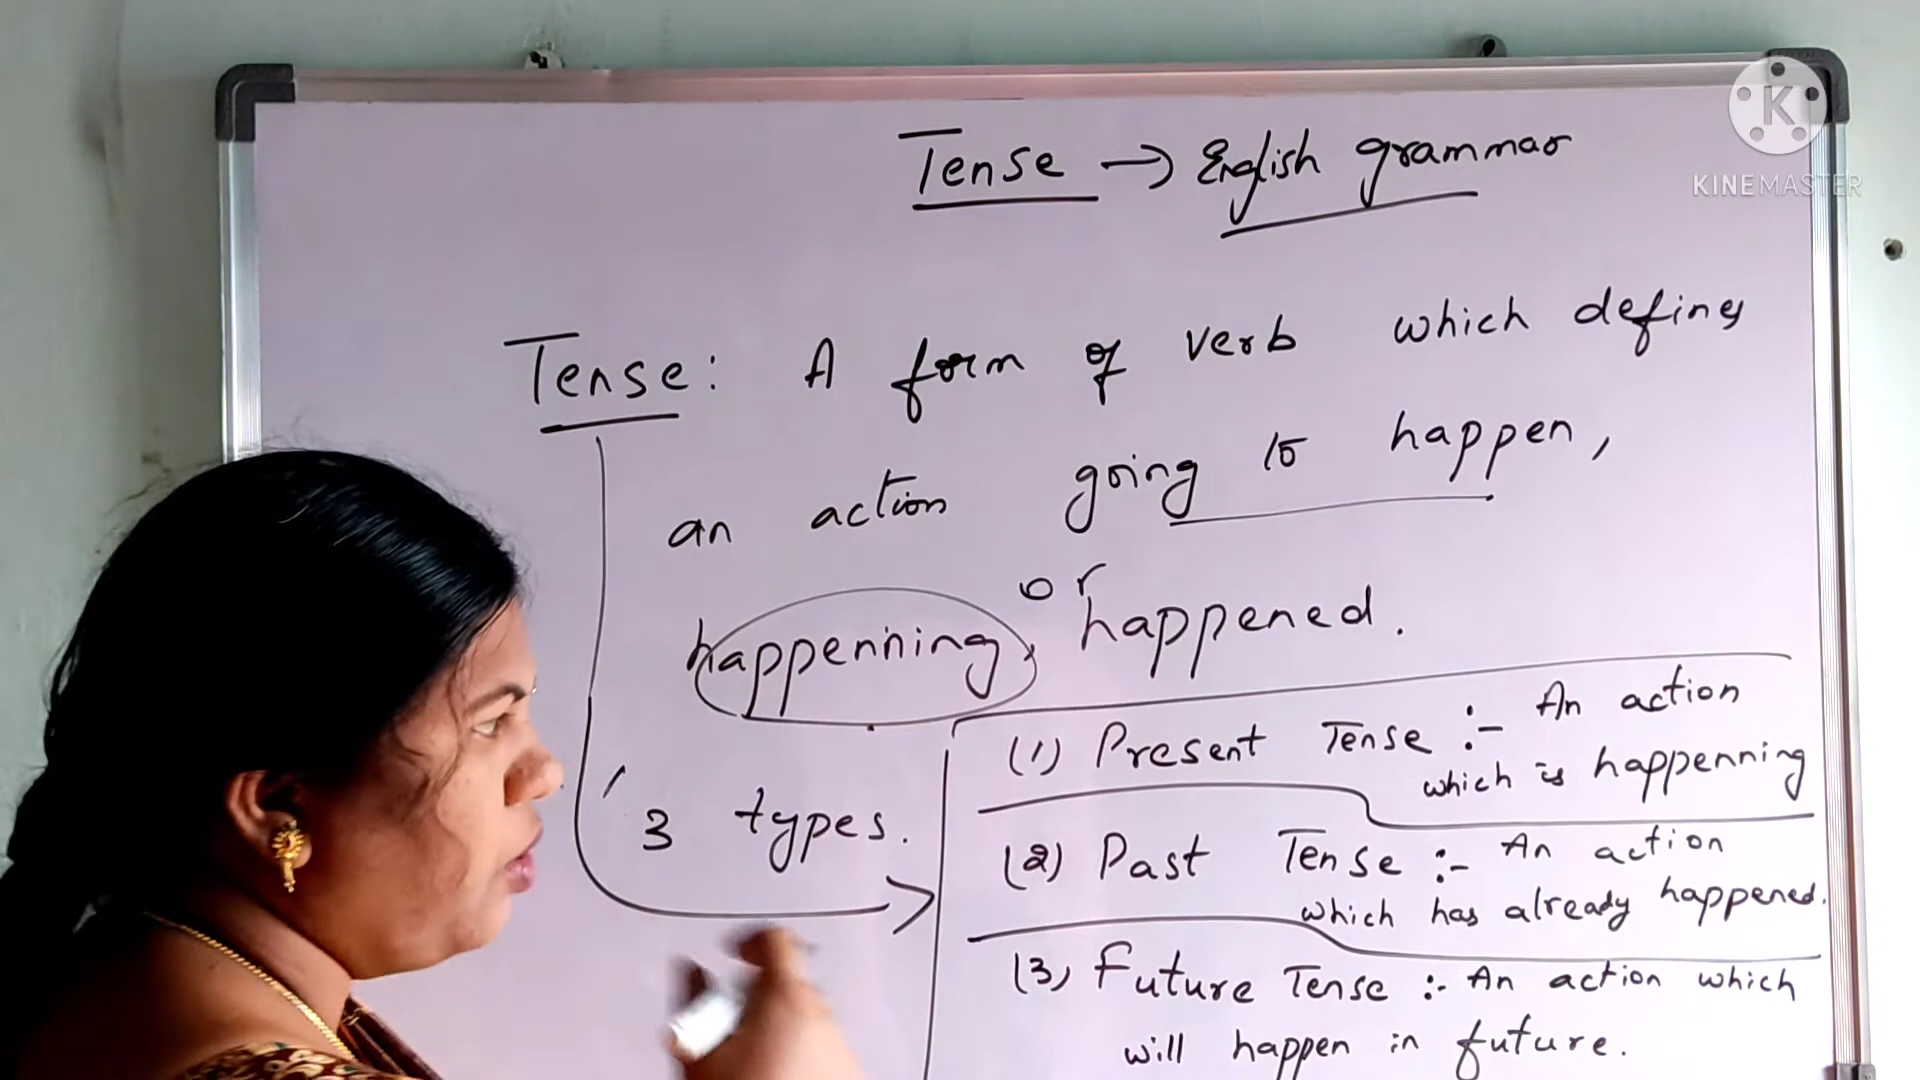 Tense → English grammar
KINEMASTER
Tense: A form of verb which defines
an action going to happen,
happenning, or happened.
3 types.
(1) Present Tense :- An action
which is happenning
(2) Past Tense :- An action
which has already happened.
(3) Future Tense :- An action which
will happen in future.